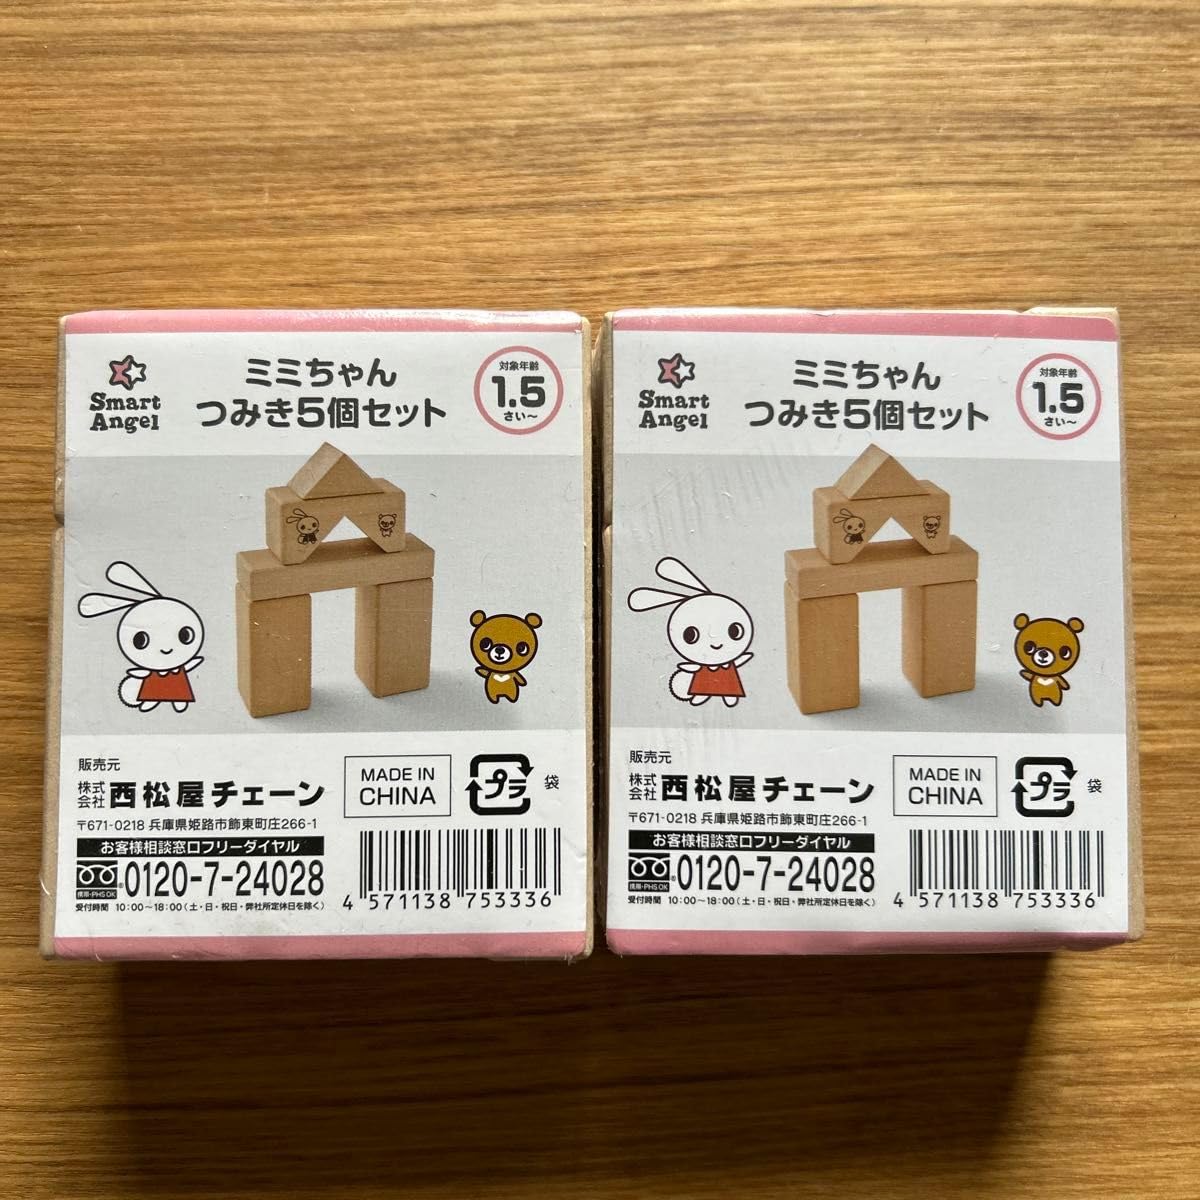 Smart
Angel
ミミちゃん
つみき5個セット
対象年齢
1.5
さい〜
販売元
株式会社 西松屋チェーン
〒671-0218 兵庫県姫路市飾東町庄266-1
お客様相談窓口フリーダイヤル
携帯・PHS OK
0120-7-24028
受付時間 10:00〜18:00(土・日・祝日・弊社所定休日を除く)
MADE IN
CHINA
プラ
袋
4 571138 753336
Smart
Angel
ミミちゃん
つみき5個セット
対象年齢
1.5
さい〜
販売元
株式会社 西松屋チェーン
〒671-0218 兵庫県姫路市飾東町庄266-1
お客様相談窓口フリーダイヤル
携帯・PHS OK
0120-7-24028
受付時間 10:00〜18:00(土・日・祝日・弊社所定休日を除く)
MADE IN
CHINA
プラ
袋
4 571138 753336